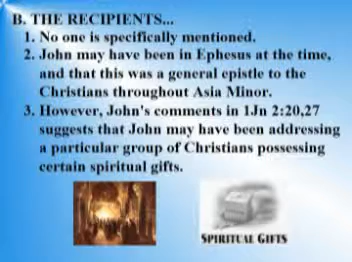 B. THE RECIPIENTS...
1. No one is specifically mentioned.
2. John may have been in Ephesus at the time,
and that this was a general epistle to the
Christians throughout Asia Minor.
3. However, John's comments in 1Jn 2:20,27
suggests that John may have been addressing
a particular group of Christians possessing
certain spiritual gifts.
SPIRITUAL GIFTS